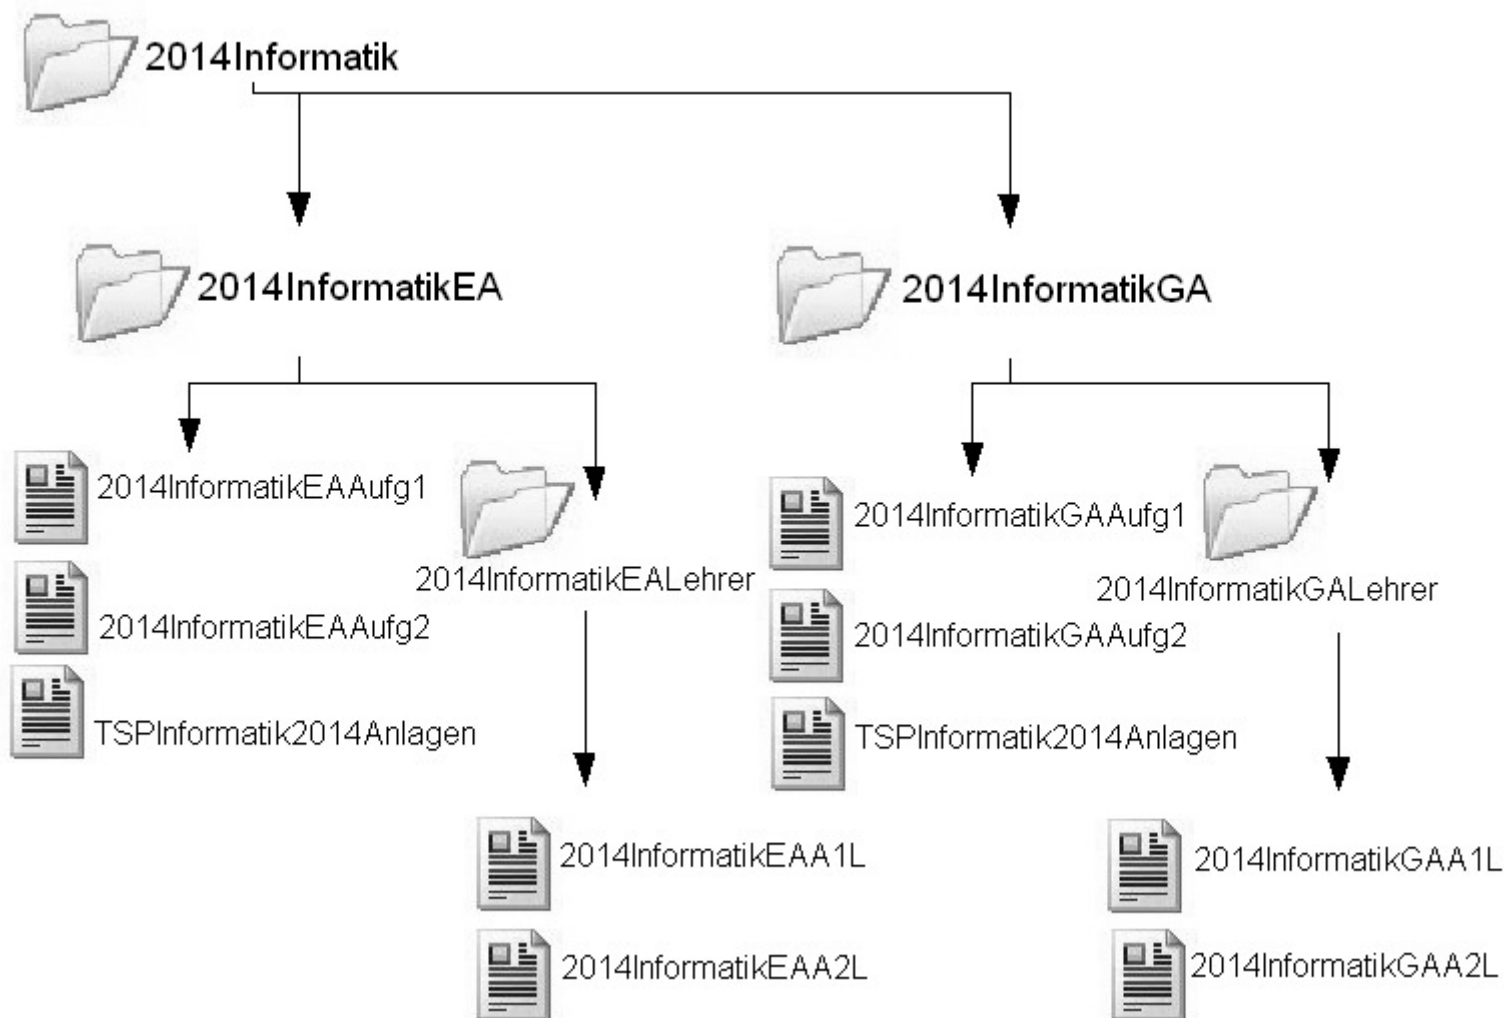 2014Informatik
2014InformatikEA
2014InformatikGA
2014InformatikEAAufg1
2014InformatikEAAufg2
TSPInformatik2014Anlagen
2014InformatikEALehrer
2014InformatikEAA1L
2014InformatikEAA2L
2014InformatikGAAufg1
2014InformatikGAAufg2
TSPInformatik2014Anlagen
2014InformatikGALehrer
2014InformatikGAA1L
2014InformatikGAA2L